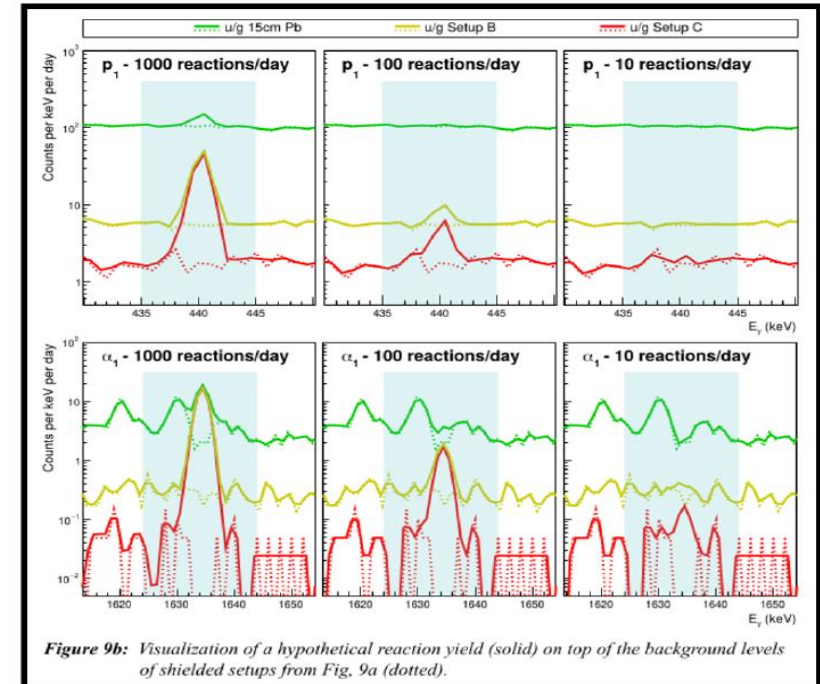 u/g 15cm Pb u/g Setup B u/g Setup C
p1 - 1000 reactions/day p1 - 100 reactions/day p1 - 10 reactions/day
Counts per keV per day
10³
10²
10
1
435 440 445 435 440 445 435 440 445
Eγ (keV)
α1 - 1000 reactions/day α1 - 100 reactions/day α1 - 10 reactions/day
Counts per keV per day
10²
10
1
10⁻¹
10⁻²
1620 1630 1640 1650 1620 1630 1640 1650 1620 1630 1640 1650
Eγ (keV)
Figure 9b: Visualization of a hypothetical reaction yield (solid) on top of the background levels
of shielded setups from Fig, 9a (dotted).